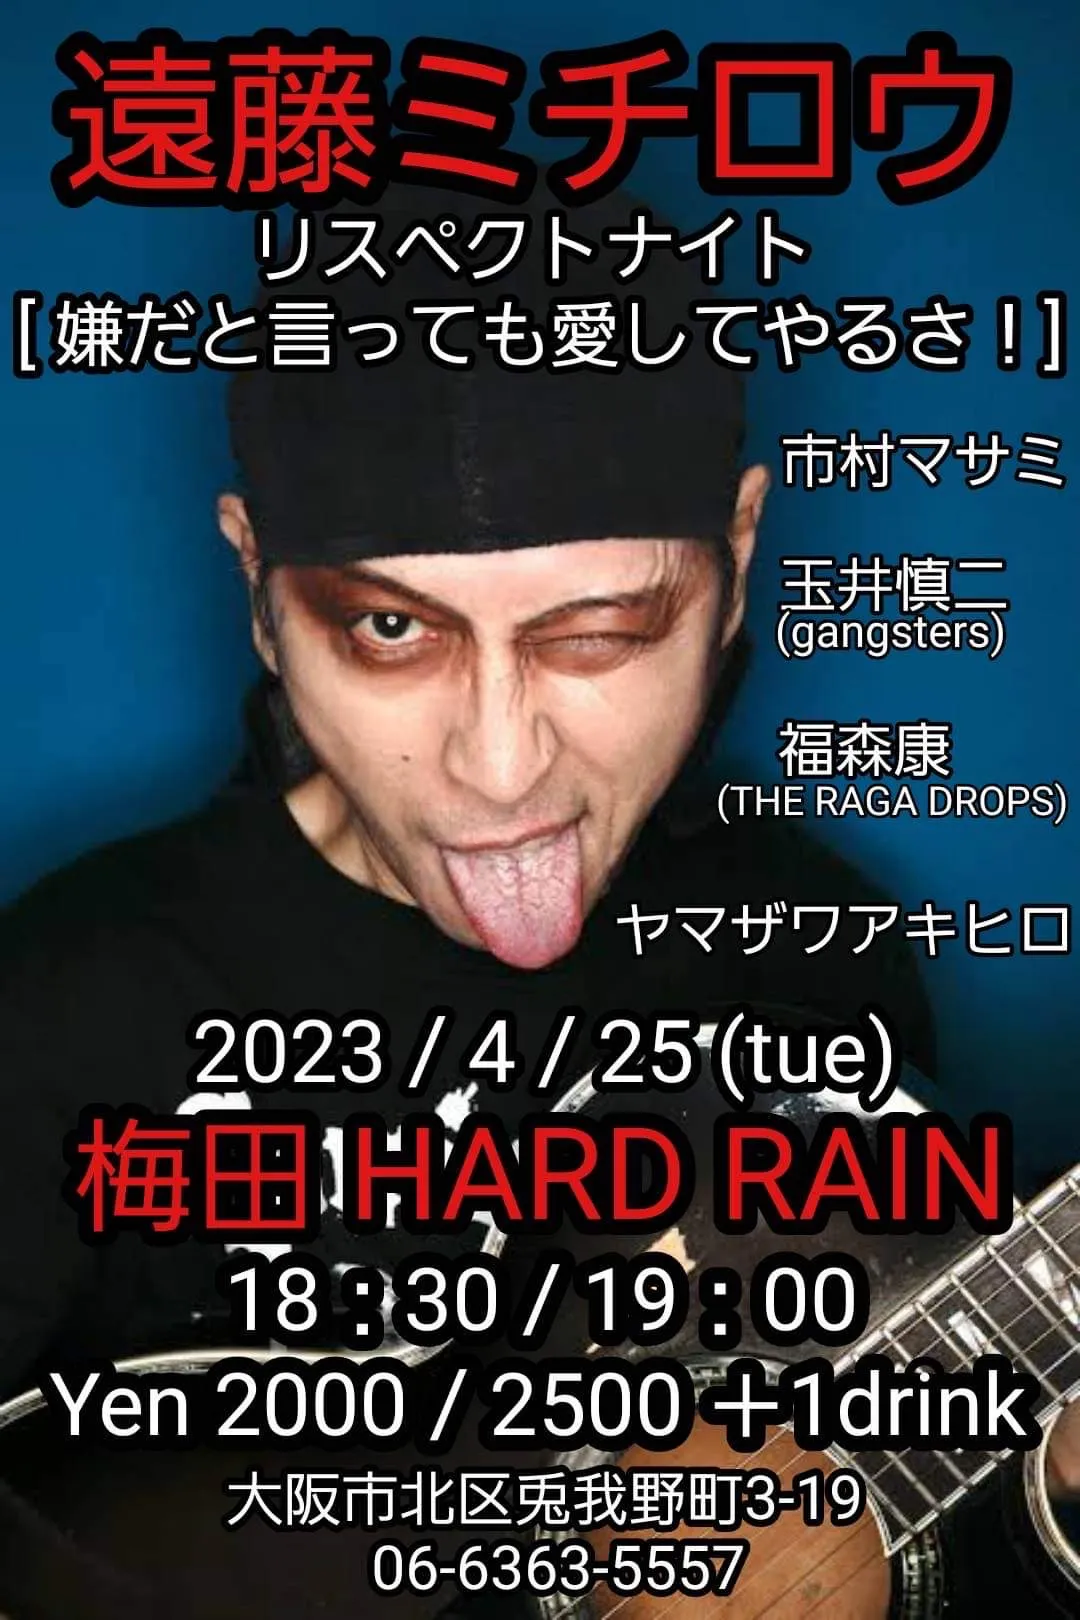 遠藤ミチロウ
リスペクトナイト
[嫌だと言っても愛してやるさ！]
市村マサミ
玉井慎二
(gangsters)
福森康
(THE RAGA DROPS)
ヤマザワアキヒロ
2023 / 4 / 25 (tue)
梅田 HARD RAIN
18：30 / 19：00
Yen 2000 / 2500 ＋1drink
大阪市北区兎我野町3-19
06-6363-5557